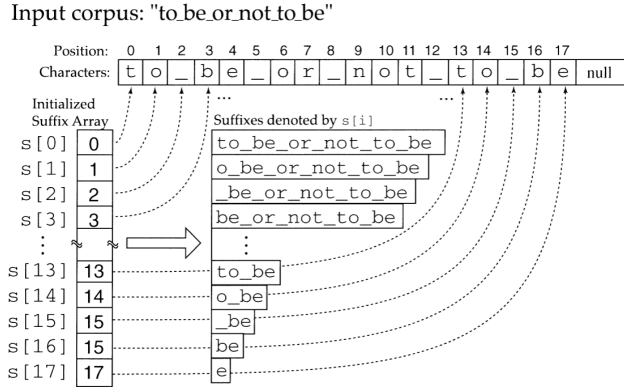 Input corpus: "to_be_or_not_to_be"
Position: 0 1 2 3 4 5 6 7 8 9 10 11 12 13 14 15 16 17
Characters: t o _ b e _ o r _ n o t _ t o _ b e null
... ...
Initialized
Suffix Array
Suffixes denoted by s[i]
s[0] 0 to_be_or_not_to_be
s[1] 1 o_be_or_not_to_be
s[2] 2 _be_or_not_to_be
s[3] 3 be_or_not_to_be
s[13] 13 to_be
s[14] 14 o_be
s[15] 15 _be
s[16] 15 be
s[17] 17 e